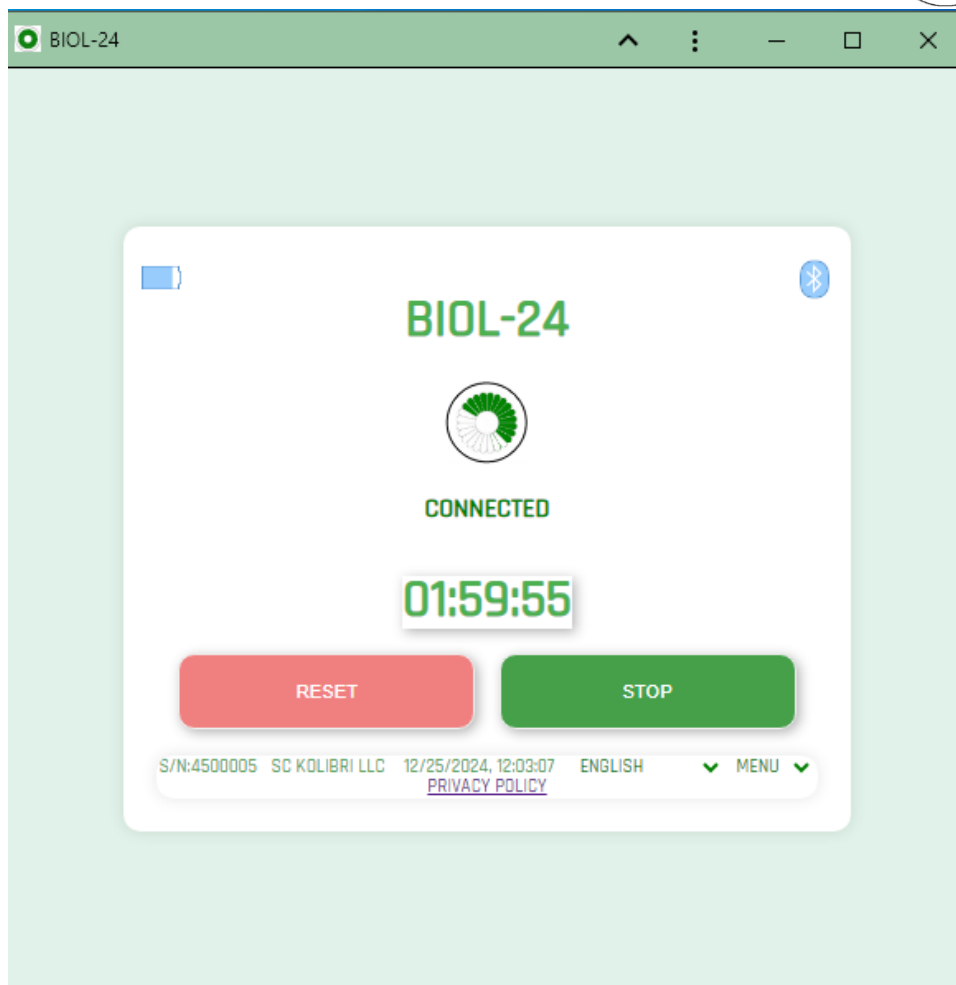 BIOL-24
BIOL-24
CONNECTED
01:59:55
RESET
STOP
S/N:4500005 SC KOLIBRI LLC 12/25/2024, 12:03:07 ENGLISH MENU
PRIVACY POLICY